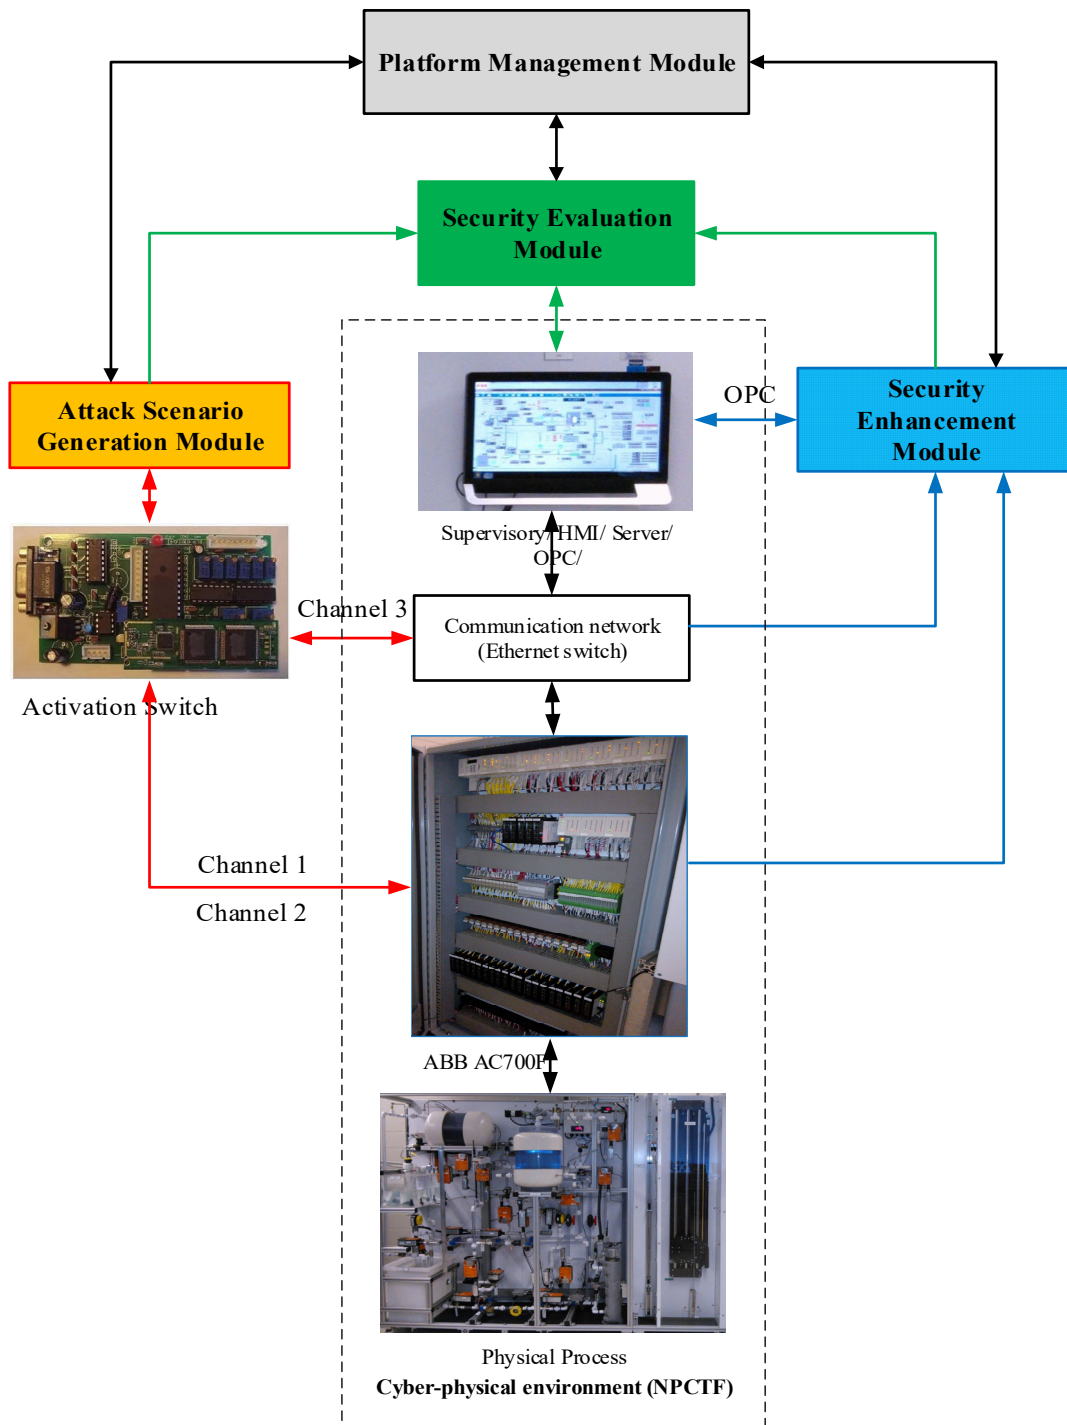 Platform Management Module
Security Evaluation
Module
Attack Scenario
Generation Module
OPC
Security
Enhancement
Module
Supervisory/ HMI/ Server/
OPC/
Channel 3
Communication network
(Ethernet switch)
Activation Switch
Channel 1
Channel 2
ABB AC700F
Physical Process
Cyber-physical environment (NPCTF)